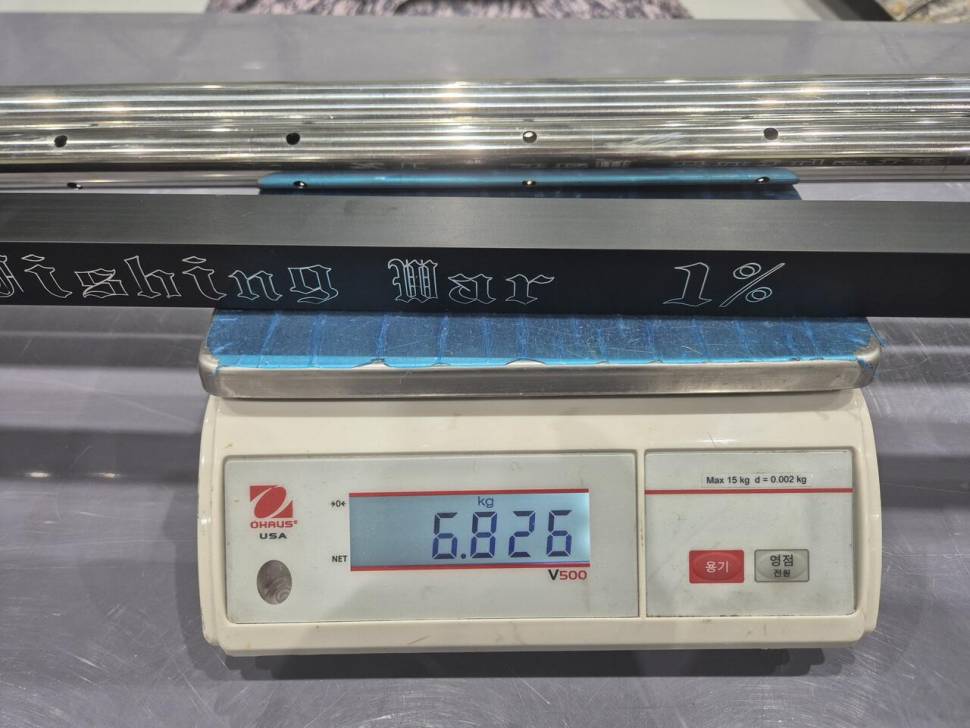 Fishing War 1%
OHAUS®
USA
→0←
NET
kg
6.826
V500
Max 15 kg d = 0.002 kg
용기
영점
전원